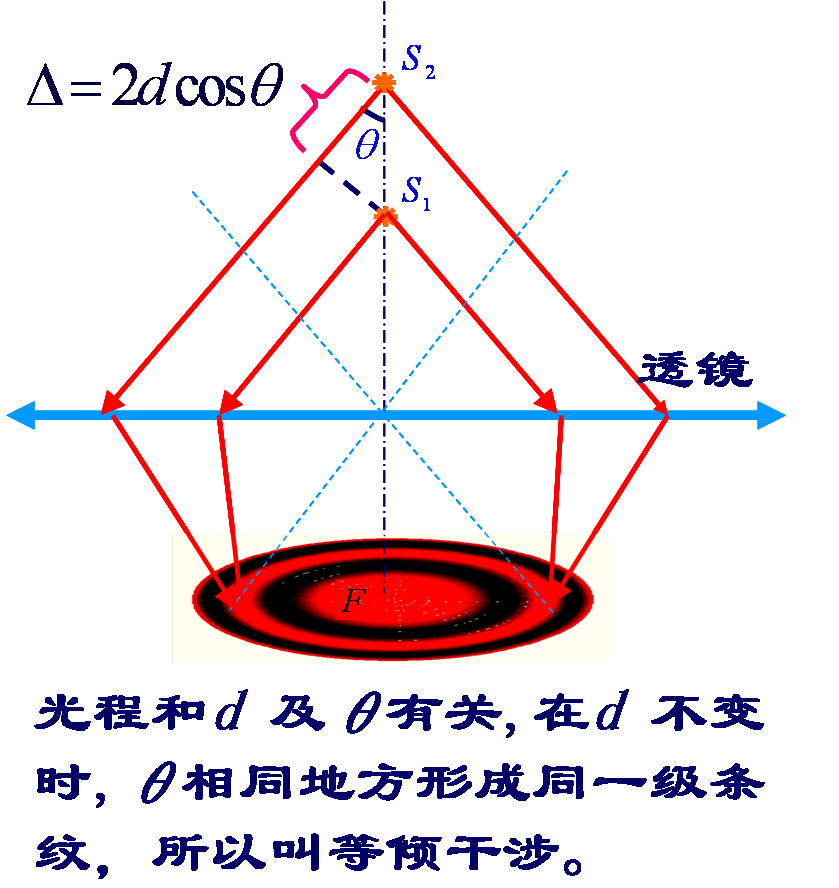 Δ=2dcosθ
S₂
θ
S₁
透镜
F
光程和d 及 θ有关,在d 不变
时, θ相同地方形成同一级条
纹，所以叫等倾干涉。